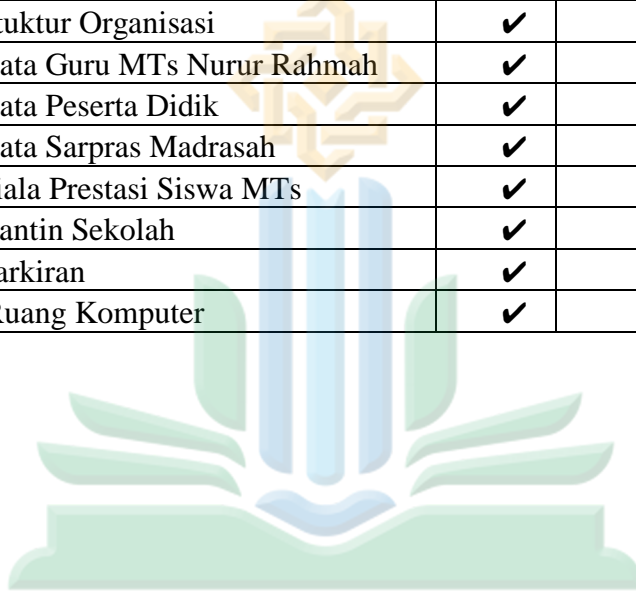 tuktur Organisasi ✔
ata Guru MTs Nurur Rahmah ✔
ata Peserta Didik ✔
ata Sarpras Madrasah ✔
iala Prestasi Siswa MTs ✔
antin Sekolah ✔
arkiran ✔
Ruang Komputer ✔